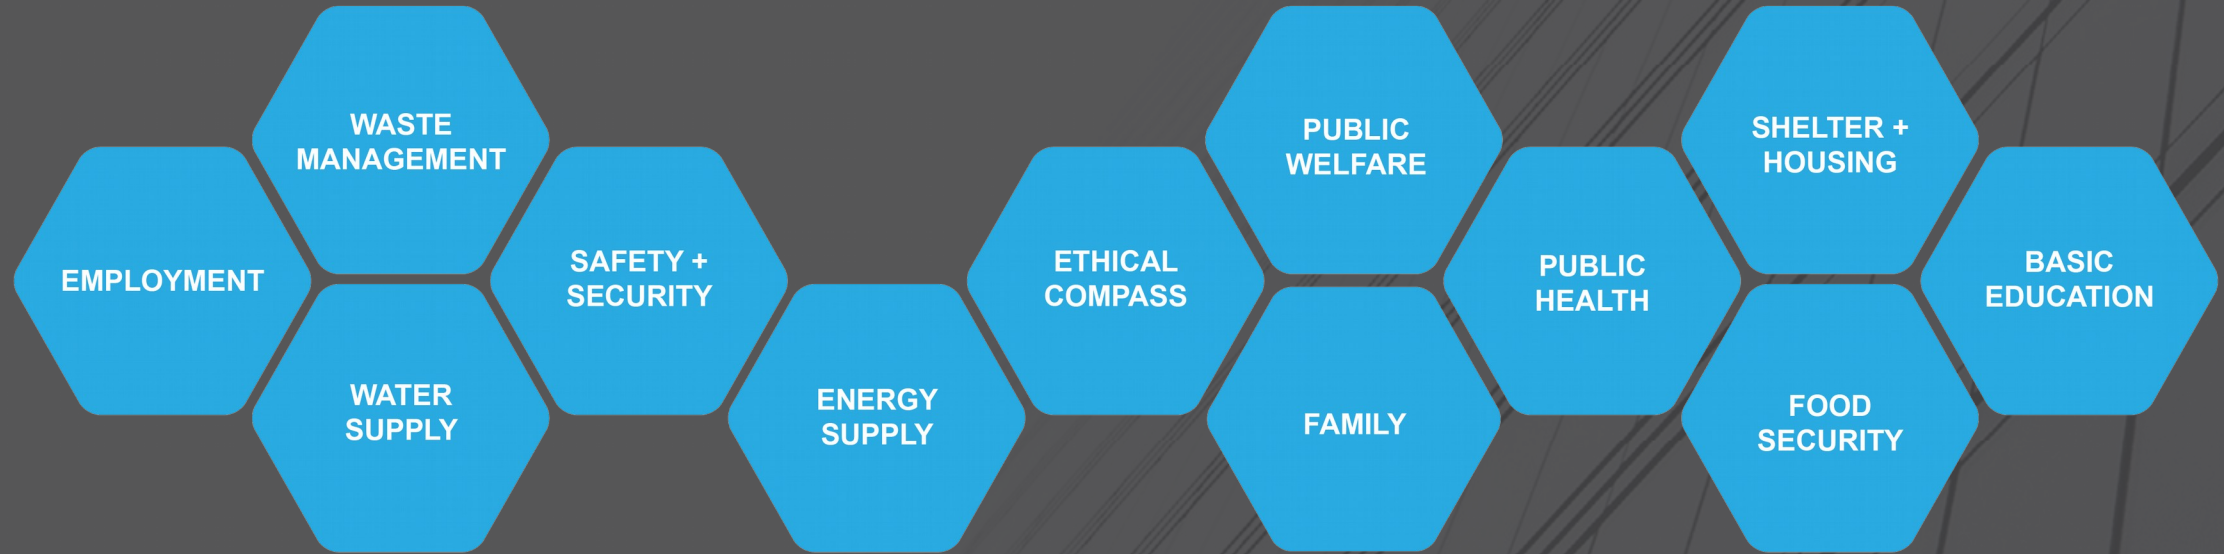 EMPLOYMENT
WASTE
MANAGEMENT
WATER
SUPPLY
SAFETY +
SECURITY
ENERGY
SUPPLY
ETHICAL
COMPASS
PUBLIC
WELFARE
FAMILY
PUBLIC
HEALTH
SHELTER +
HOUSING
FOOD
SECURITY
BASIC
EDUCATION